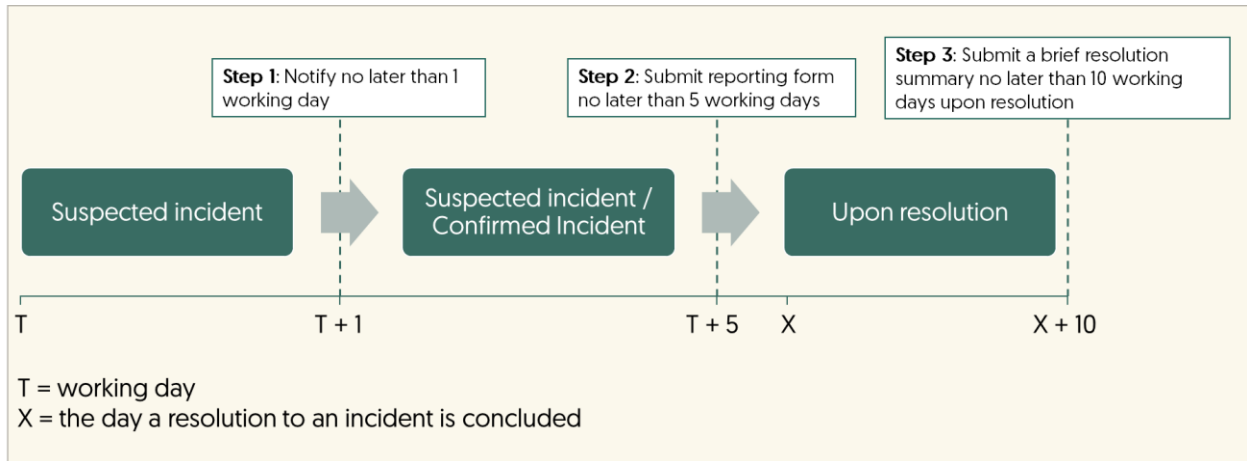 Step 1: Notify no later than 1
working day
Step 2: Submit reporting form
no later than 5 working days
Step 3: Submit a brief resolution
summary no later than 10 working
days upon resolution
Suspected incident
Suspected incident /
Confirmed Incident
Upon resolution
T
T + 1
T + 5
X
X + 10
T = working day
X = the day a resolution to an incident is concluded